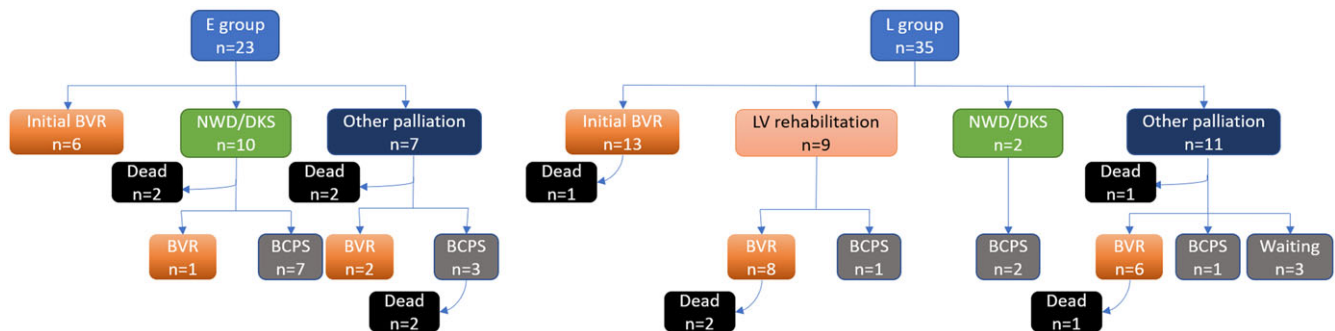 E group
n=23
L group
n=35
Initial BVR
n=6
NWD/DKS
n=10
Other palliation
n=7
Initial BVR
n=13
LV rehabilitation
n=9
NWD/DKS
n=2
Other palliation
n=11
Dead
n=2
Dead
n=2
Dead
n=1
Dead
n=1
BVR
n=1
BCPS
n=7
BVR
n=2
BCPS
n=3
BVR
n=8
BCPS
n=1
BCPS
n=2
BVR
n=6
BCPS
n=1
Waiting
n=3
Dead
n=2
Dead
n=2
Dead
n=1